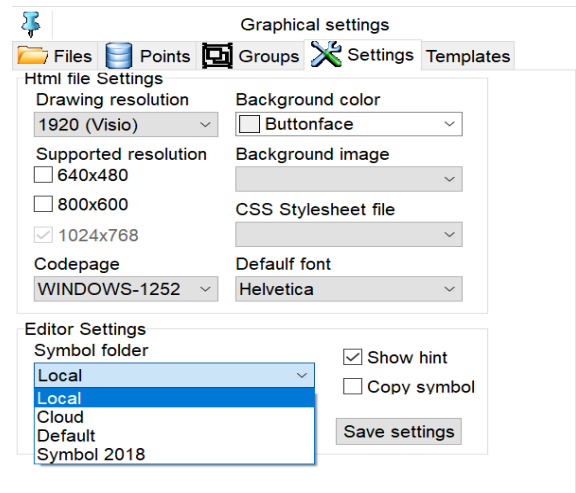 Graphical settings
Files Points Groups Settings Templates
Html file Settings
Drawing resolution Background color
1920 (Visio) Buttonface
Supported resolution Background image
640x480
800x600 CSS Stylesheet file
1024x768
Codepage Defaulf font
WINDOWS-1252 Helvetica
Editor Settings
Symbol folder
Show hint
Local
Copy symbol
Local
Cloud
Default Save settings
Symbol 2018